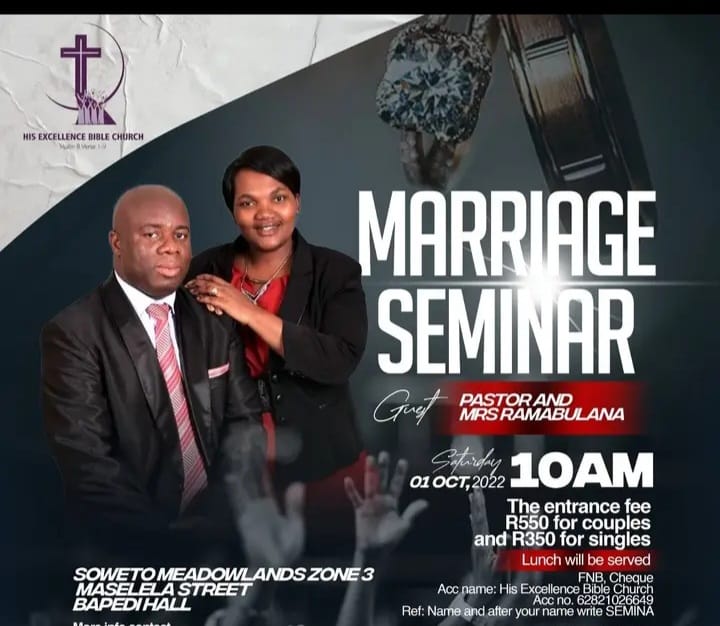 HIS EXCELLENCE BIBLE CHURCH
MARRIAGE
SEMINAR
Guest
PASTOR AND
MRS RAMABULANA
Saturday
01 OCT, 2022
10AM
The entrance fee
R550 for couples
and R350 for singles
Lunch will be served
FNB, Cheque
Acc name: His Excellence Bible Church
Acc no. 62821026649
Ref: Name and after your name write SEMINA
SOWETO MEADOWLANDS ZONE 3
MASELELA STREET
BAPEDI HALL
More info contact